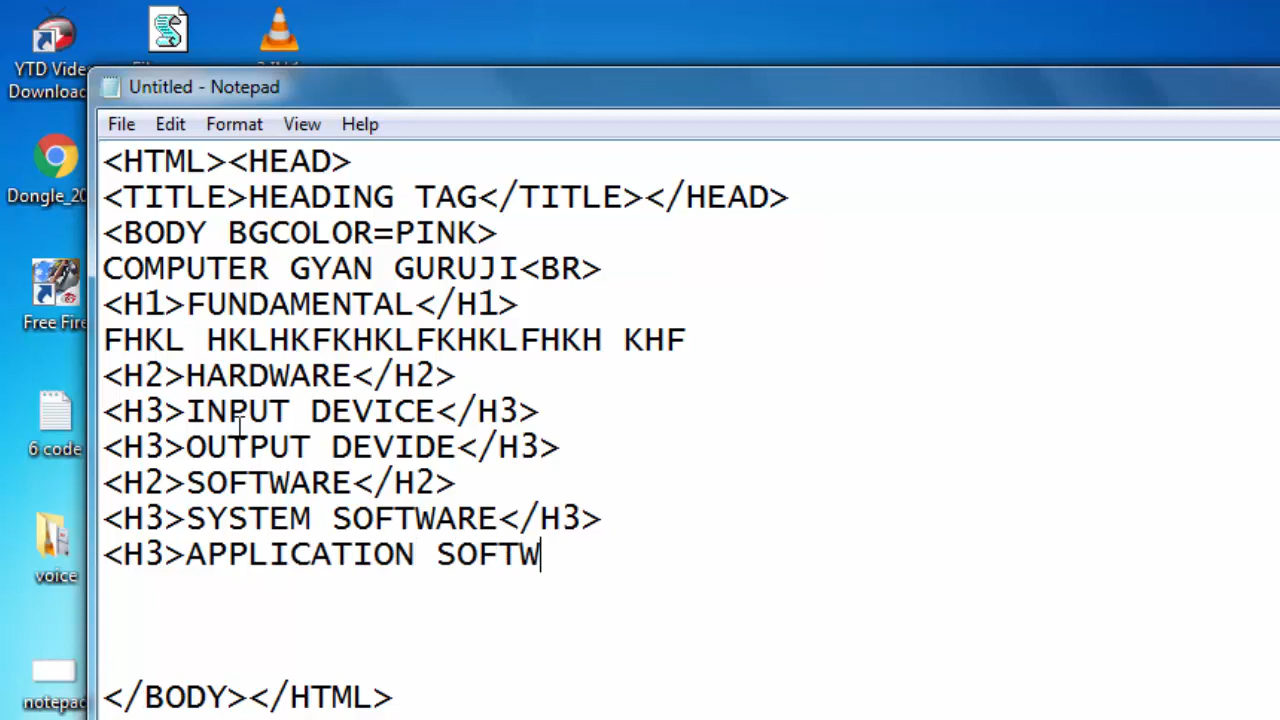 YTD Vide
Downloac
Untitled - Notepad
File Edit Format View Help
Dongle_20
Free Fire
6 code
voice
notepac
<HTML><HEAD>
<TITLE>HEADING TAG</TITLE></HEAD>
<BODY BGCOLOR=PINK>
COMPUTER GYAN GURUJI<BR>
<H1>FUNDAMENTAL</H1>
FHKL HKLHKFKHKLFKHKLFHKH KHF
<H2>HARDWARE</H2>
<H3>INPUT DEVICE</H3>
<H3>OUTPUT DEVIDE</H3>
<H2>SOFTWARE</H2>
<H3>SYSTEM SOFTWARE</H3>
<H3>APPLICATION SOFTW
</BODY></HTML>